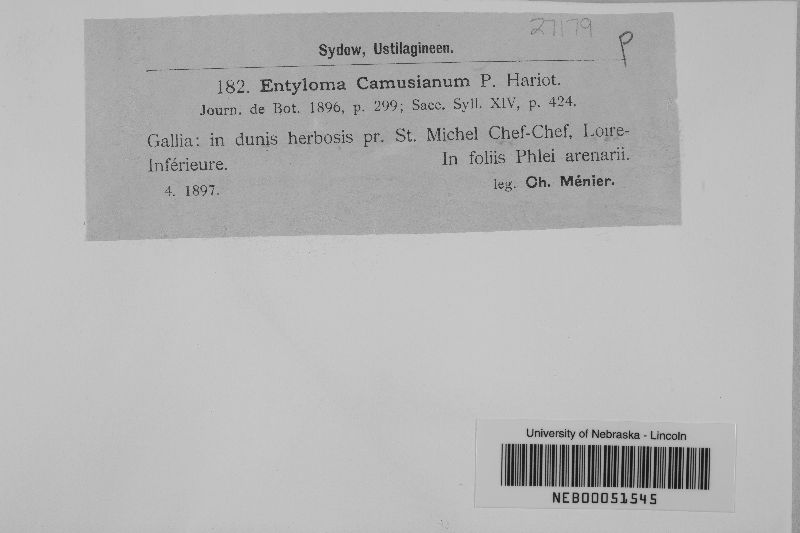 27179
P
Sydow, Ustilagineen.
182. Entyloma Camusianum P. Hariot.
Journ. de Bot. 1896, p. 299; Sacc. Syll. XIV, p. 424.
Gallia: in dunis herbosis pr. St. Michel Chef-Chef, Loire-
Inférieure. In foliis Phlei arenarii.
4. 1897. leg. Ch. Ménier.
University of Nebraska - Lincoln
NEB00051545